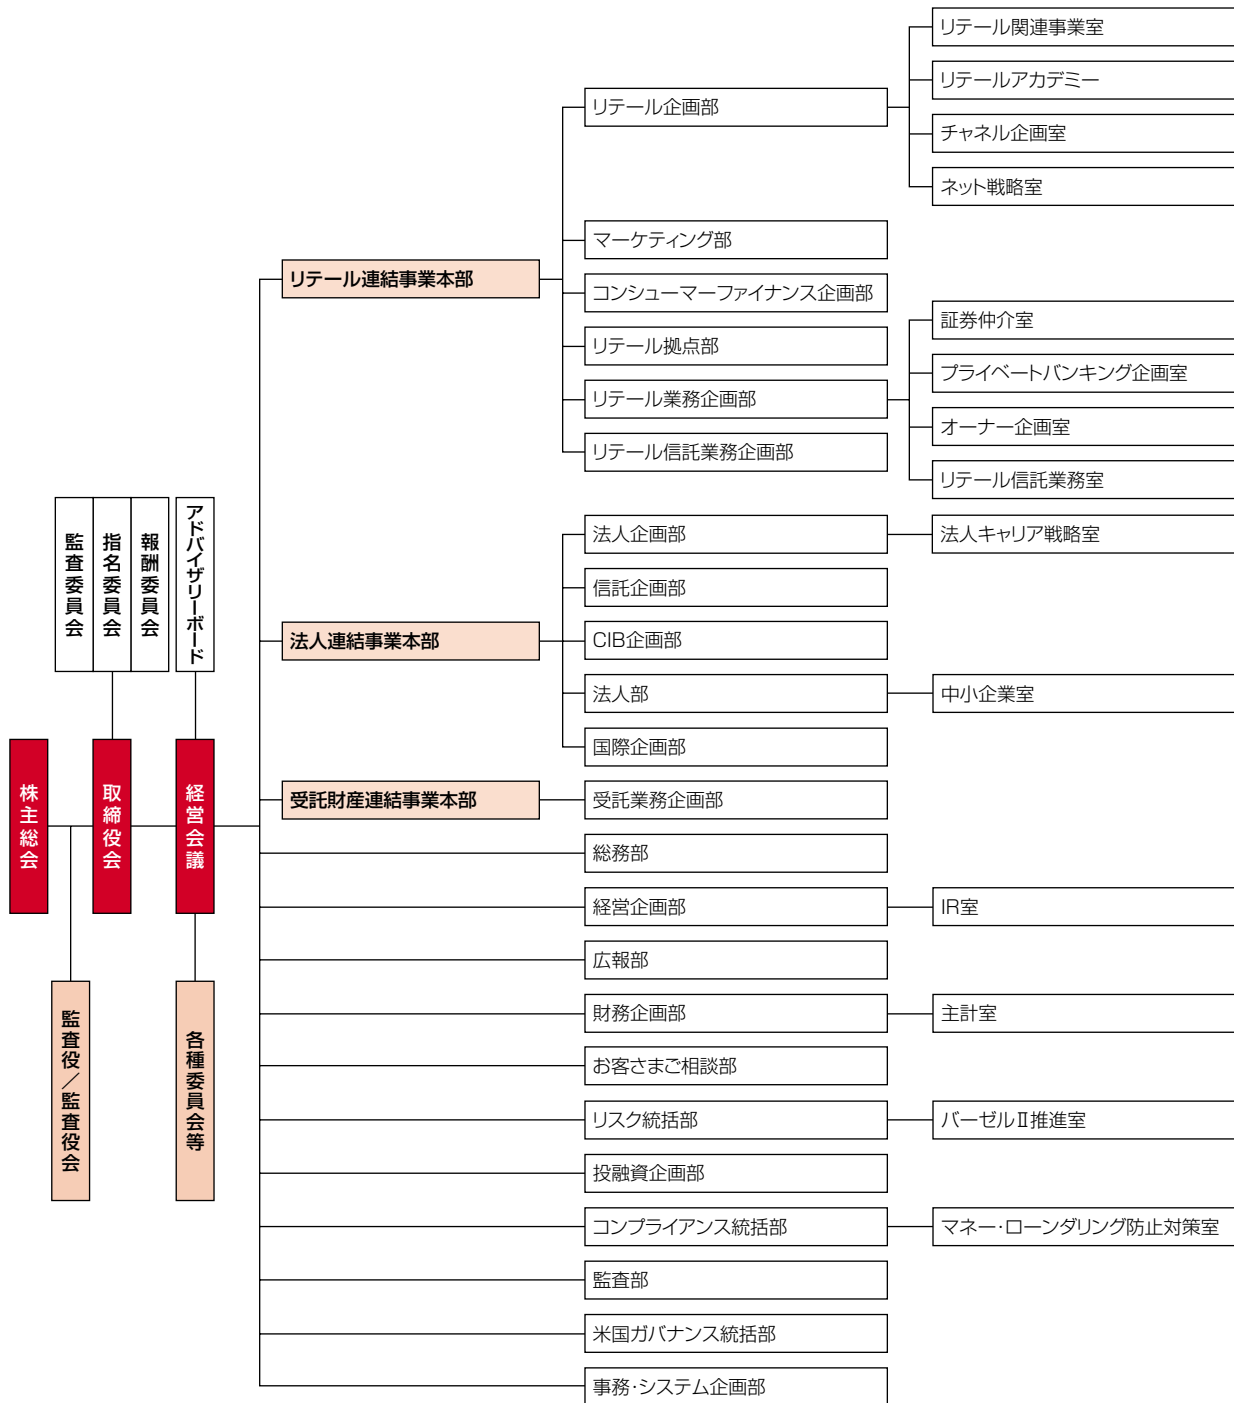 株主総会
監査役／監査役会
取締役会
監査委員会
指名委員会
報酬委員会
経営会議
アドバイザリーボード
各種委員会等
リテール連結事業本部
リテール企画部
リテール関連事業室
リテールアカデミー
チャネル企画室
ネット戦略室
マーケティング部
コンシューマーファイナンス企画部
リテール拠点部
リテール業務企画部
証券仲介室
プライベートバンキング企画室
オーナー企画室
リテール信託業務室
リテール信託業務企画部
法人連結事業本部
法人企画部
法人キャリア戦略室
信託企画部
CIB企画部
法人部
中小企業室
国際企画部
受託財産連結事業本部
受託業務企画部
総務部
経営企画部
IR室
広報部
財務企画部
主計室
お客さまご相談部
リスク統括部
バーゼルⅡ推進室
投融資企画部
コンプライアンス統括部
マネー・ローンダリング防止対策室
監査部
米国ガバナンス統括部
事務・システム企画部